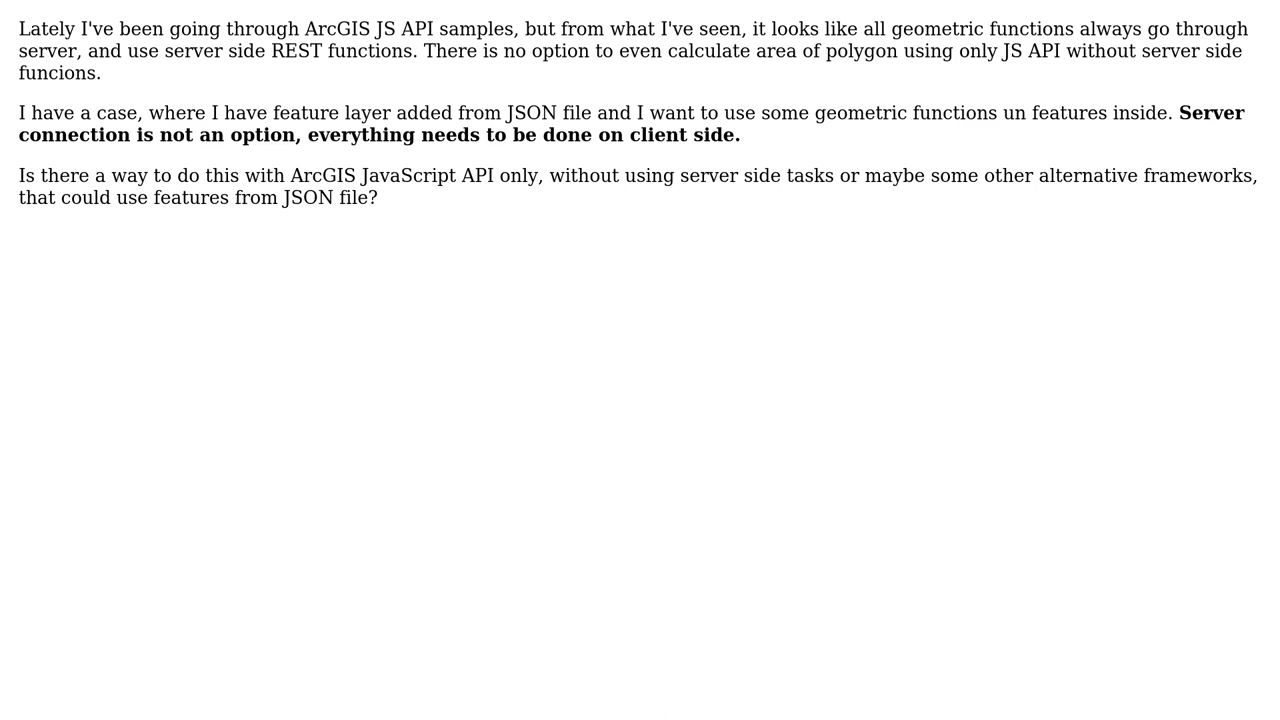 Lately I've been going through ArcGIS JS API samples, but from what I've seen, it looks like all geometric functions always go through
server, and use server side REST functions. There is no option to even calculate area of polygon using only JS API without server side
funcions.
I have a case, where I have feature layer added from JSON file and I want to use some geometric functions un features inside. Server
connection is not an option, everything needs to be done on client side.
Is there a way to do this with ArcGIS JavaScript API only, without using server side tasks or maybe some other alternative frameworks,
that could use features from JSON file?